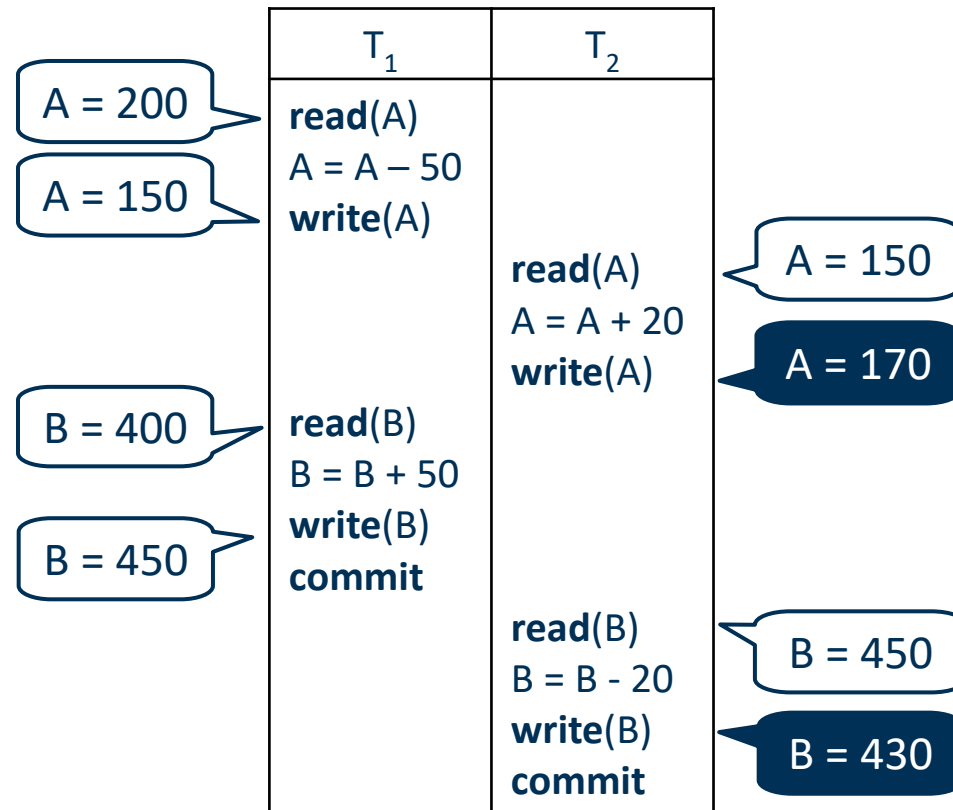 T₁ T₂
A = 200
read(A)
A = A – 50
A = 150
write(A)
read(A)
A = 150
A = A + 20
write(A)
A = 170
B = 400
read(B)
B = B + 50
write(B)
B = 450
commit
read(B)
B = 450
B = B - 20
write(B)
B = 430
commit